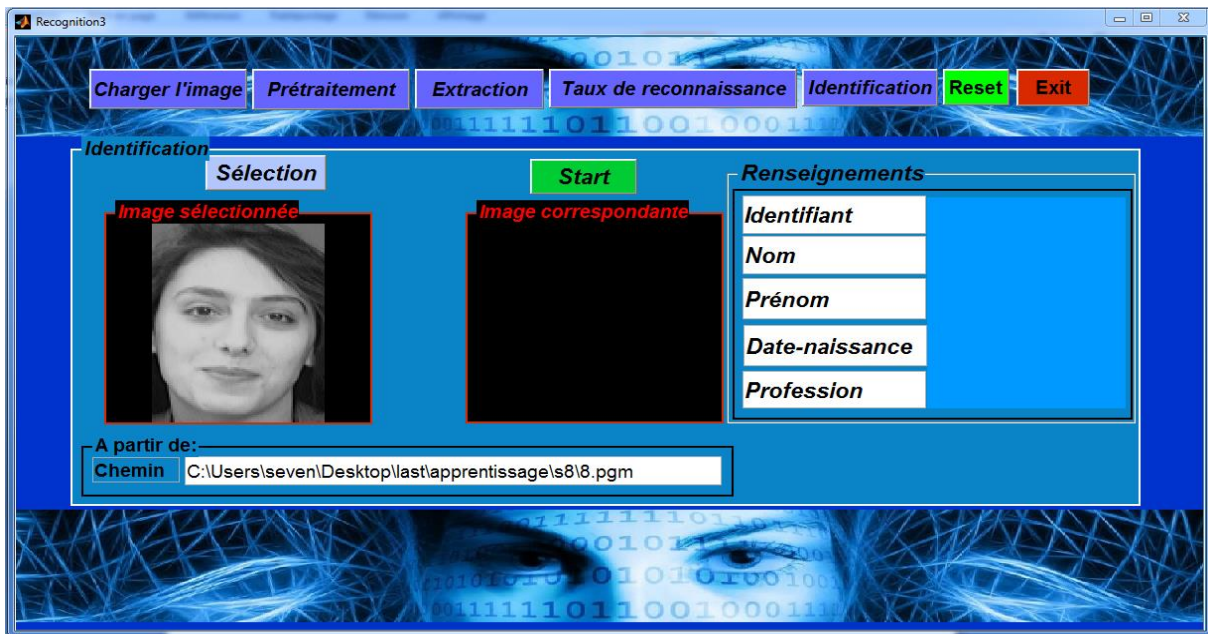 Recognition3
Charger l'image Prétraitement Extraction Taux de reconnaissance Identification Reset Exit
Identification
Sélection Start Renseignements
Image sélectionnée Image correspondante
Identifiant
Nom
Prénom
Date-naissance
Profession
A partir de:
Chemin C:\Users\seven\Desktop\last\apprentissage\s8\8.pgm